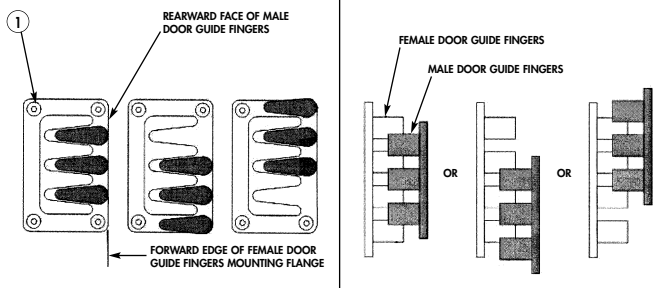 1
REARWARD FACE OF MALE
DOOR GUIDE FINGERS
FORWARD EDGE OF FEMALE DOOR
GUIDE FINGERS MOUNTING FLANGE
FEMALE DOOR GUIDE FINGERS
MALE DOOR GUIDE FINGERS
OR
OR